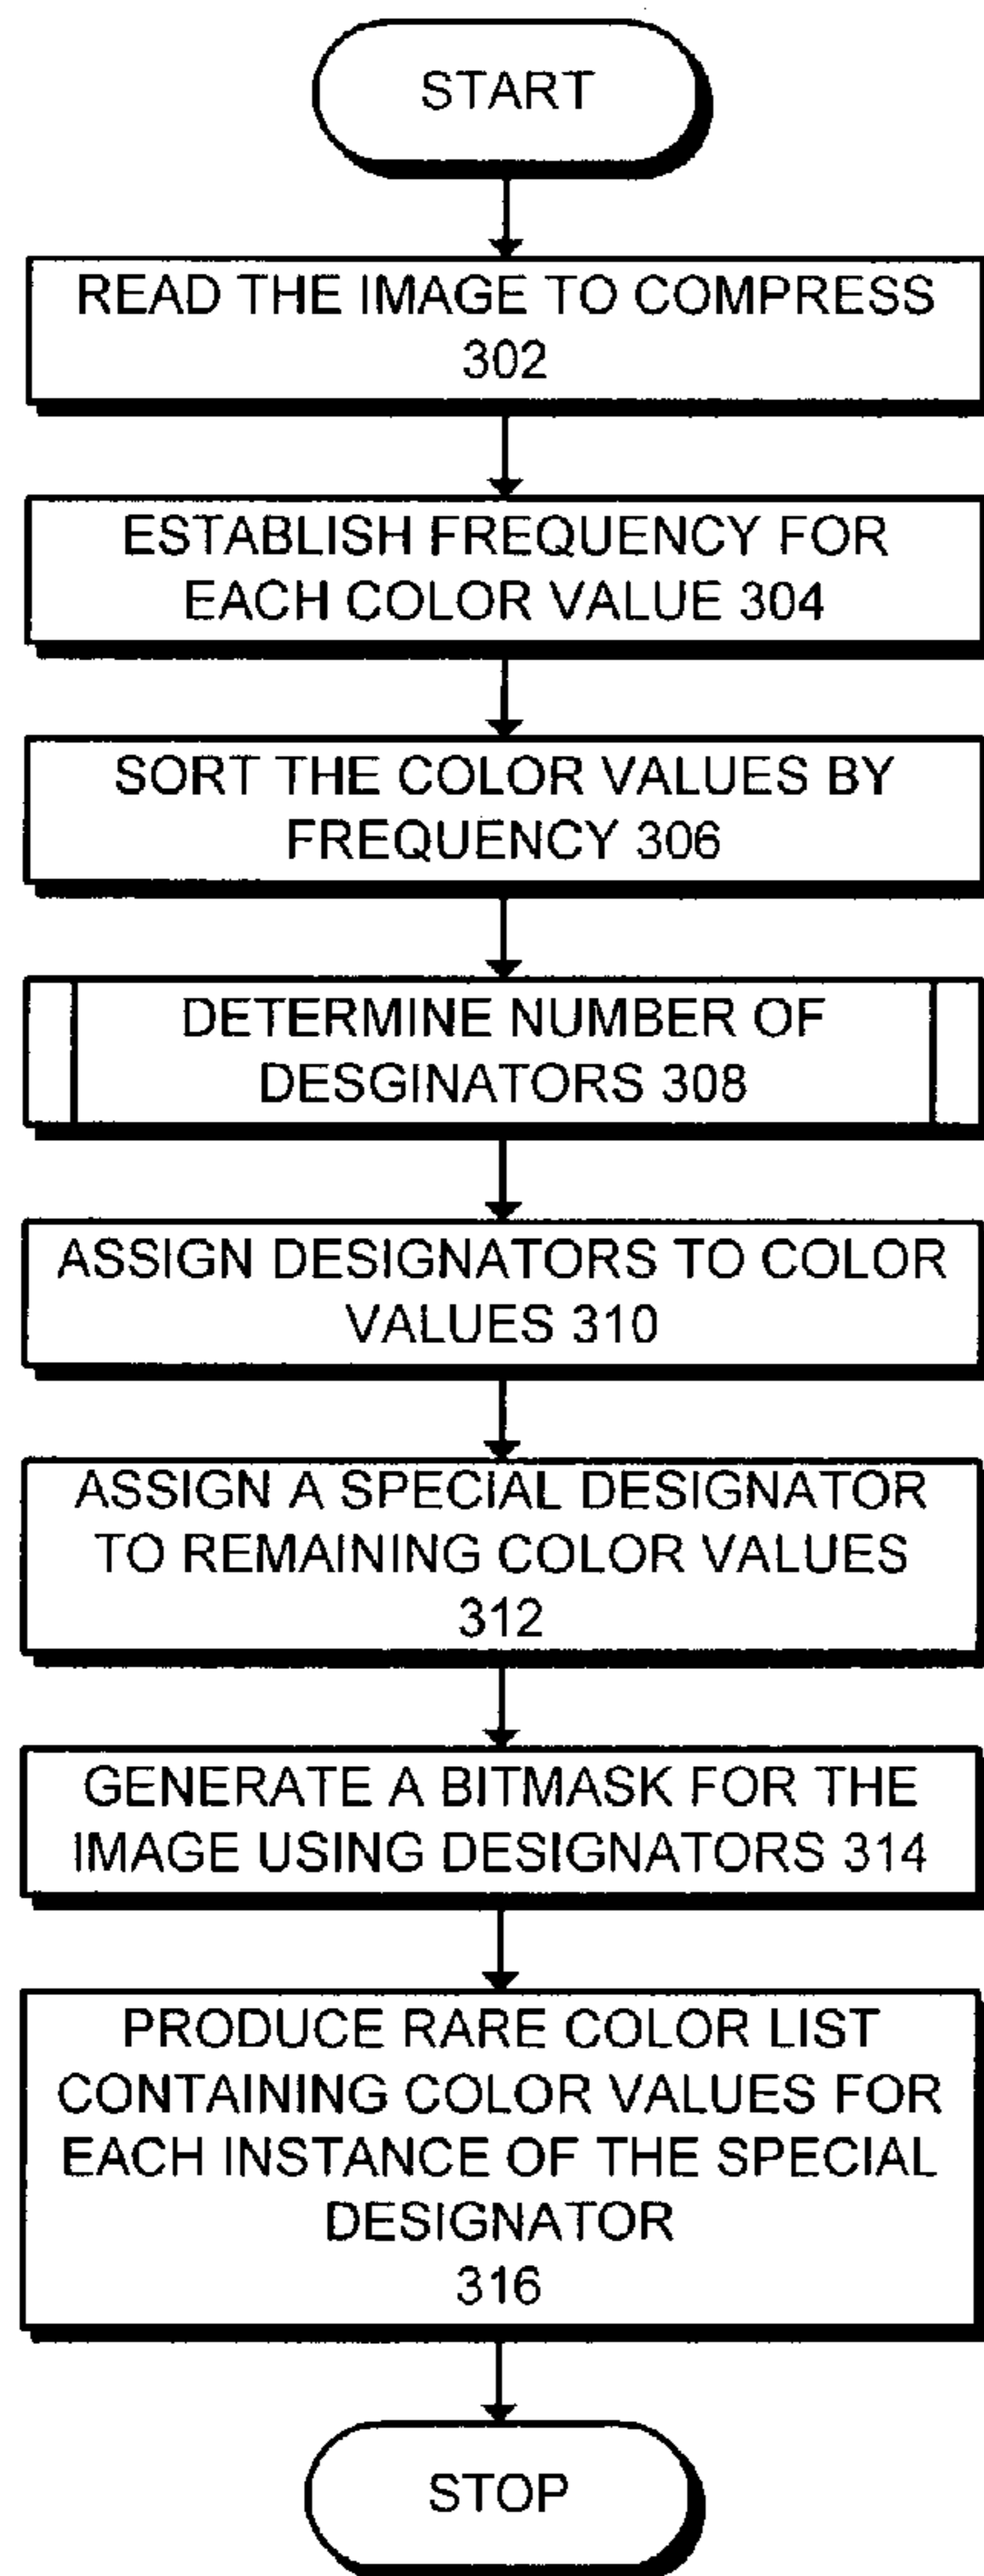 START
READ THE IMAGE TO COMPRESS
302
ESTABLISH FREQUENCY FOR
EACH COLOR VALUE 304
SORT THE COLOR VALUES BY
FREQUENCY 306
DETERMINE NUMBER OF
DESGINATORS 308
ASSIGN DESIGNATORS TO COLOR
VALUES 310
ASSIGN A SPECIAL DESIGNATOR
TO REMAINING COLOR VALUES
312
GENERATE A BITMASK FOR THE
IMAGE USING DESIGNATORS 314
PRODUCE RARE COLOR LIST
CONTAINING COLOR VALUES FOR
EACH INSTANCE OF THE SPECIAL
DESIGNATOR
316
STOP